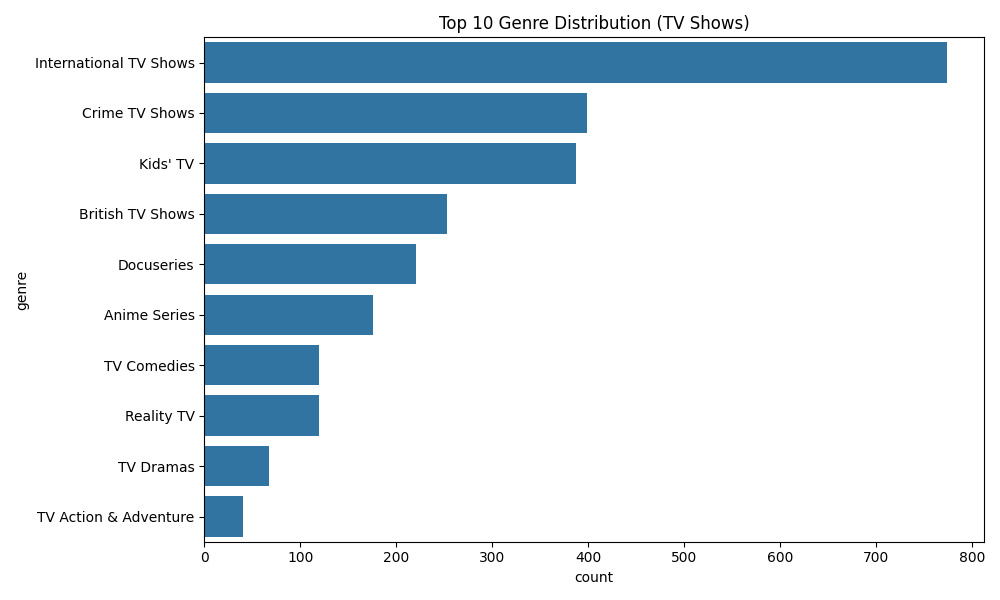 Top 10 Genre Distribution (TV Shows)
genre
International TV Shows
Crime TV Shows
Kids' TV
British TV Shows
Docuseries
Anime Series
TV Comedies
Reality TV
TV Dramas
TV Action & Adventure
0 100 200 300 400 500 600 700 800
count